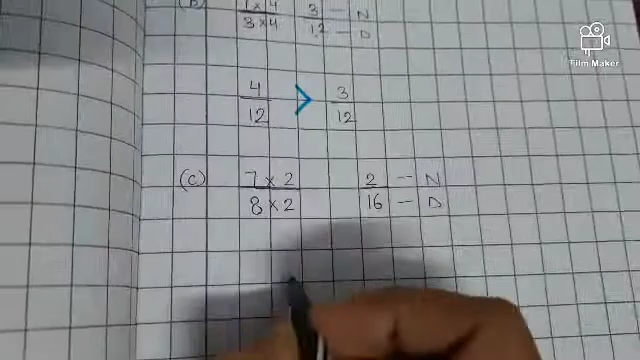 (b) 1 x 4 3 -- N
3 x 4 12 -- D
4 > 3
12 12
(C) 7 x 2 2 -- N
8 x 2 16 -- D
Film Maker